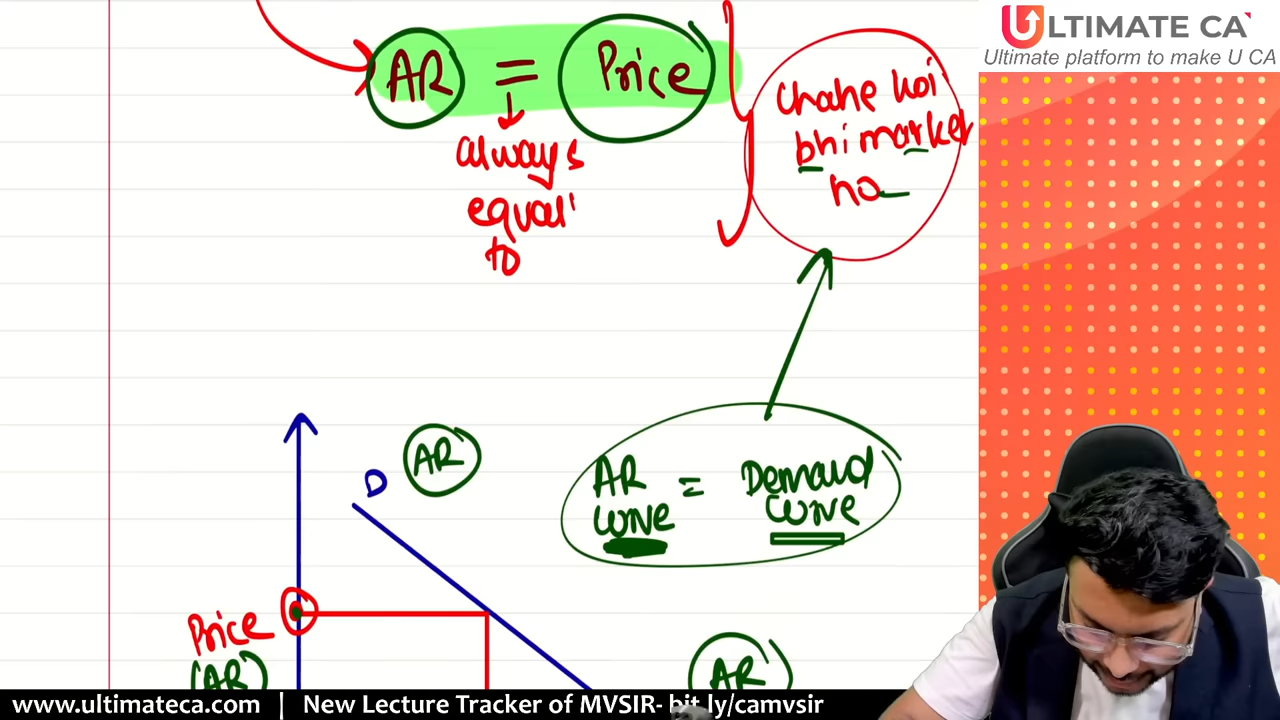 ULTIMATE CA
Ultimate platform to make U CA
AR = Price
always
equal
to
Chahe koi
bhi market
ho
D AR
AR = Demand
curve curve
Price
(AR)
AR
www.ultimateca.com | New Lecture Tracker of MVSIR- bit ly/camvsir